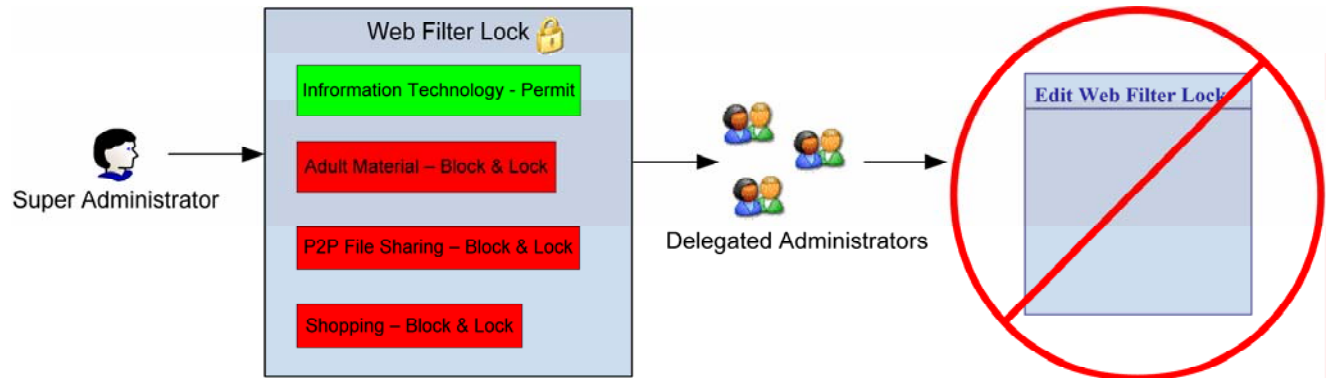 Super Administrator
Web Filter Lock
Infrormation Technology - Permit
Adult Material – Block & Lock
P2P File Sharing – Block & Lock
Shopping – Block & Lock
Delegated Administrators
Edit Web Filter Lock